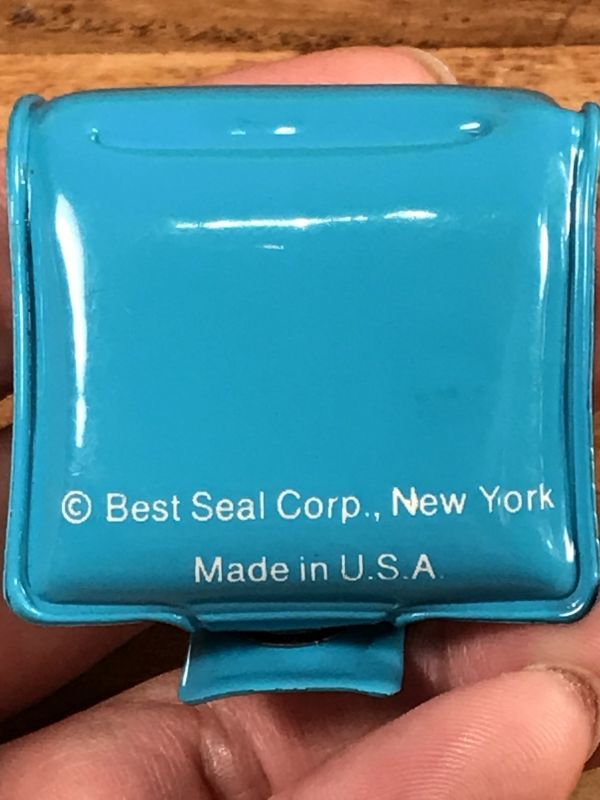 © Best Seal Corp., New York
Made in U.S.A.